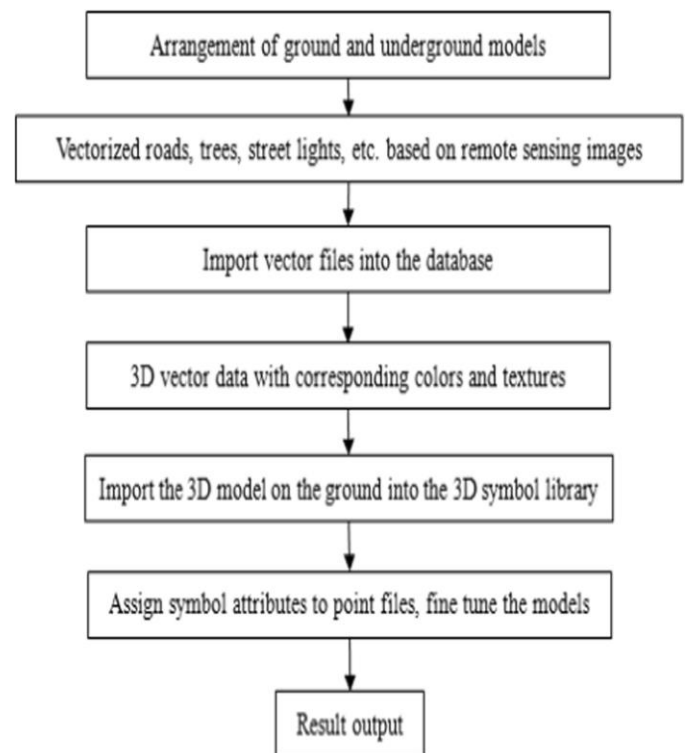 Arrangement of ground and underground models
Vectorized roads, trees, street lights, etc. based on remote sensing images
Import vector files into the database
3D vector data with corresponding colors and textures
Import the 3D model on the ground into the 3D symbol library
Assign symbol attributes to point files, fine tune the models
Result output